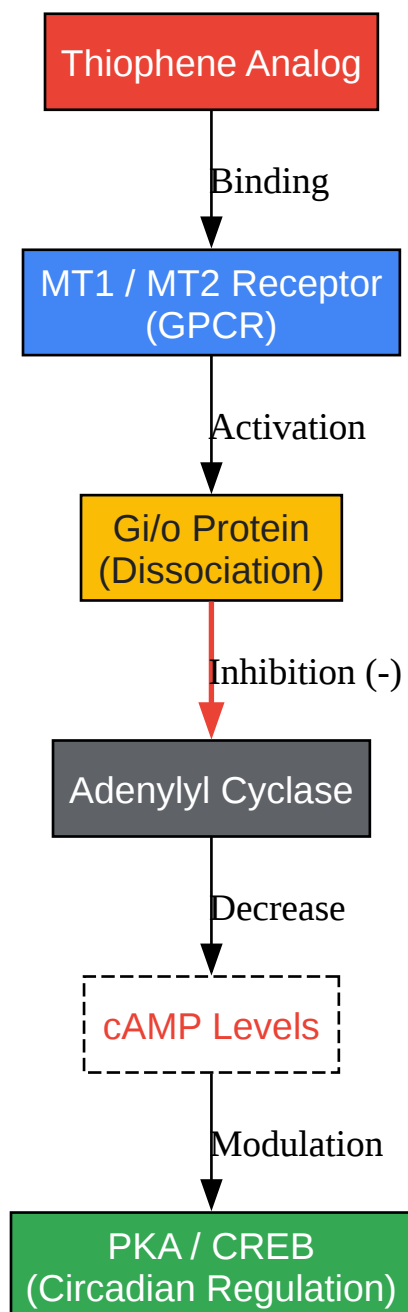 Thiophene Analog
Binding
MT1 / MT2 Receptor
(GPCR)
Activation
Gi/o Protein
(Dissociation)
Inhibition (-)
Adenylyl Cyclase
Decrease
cAMP Levels
Modulation
PKA / CREB
(Circadian Regulation)